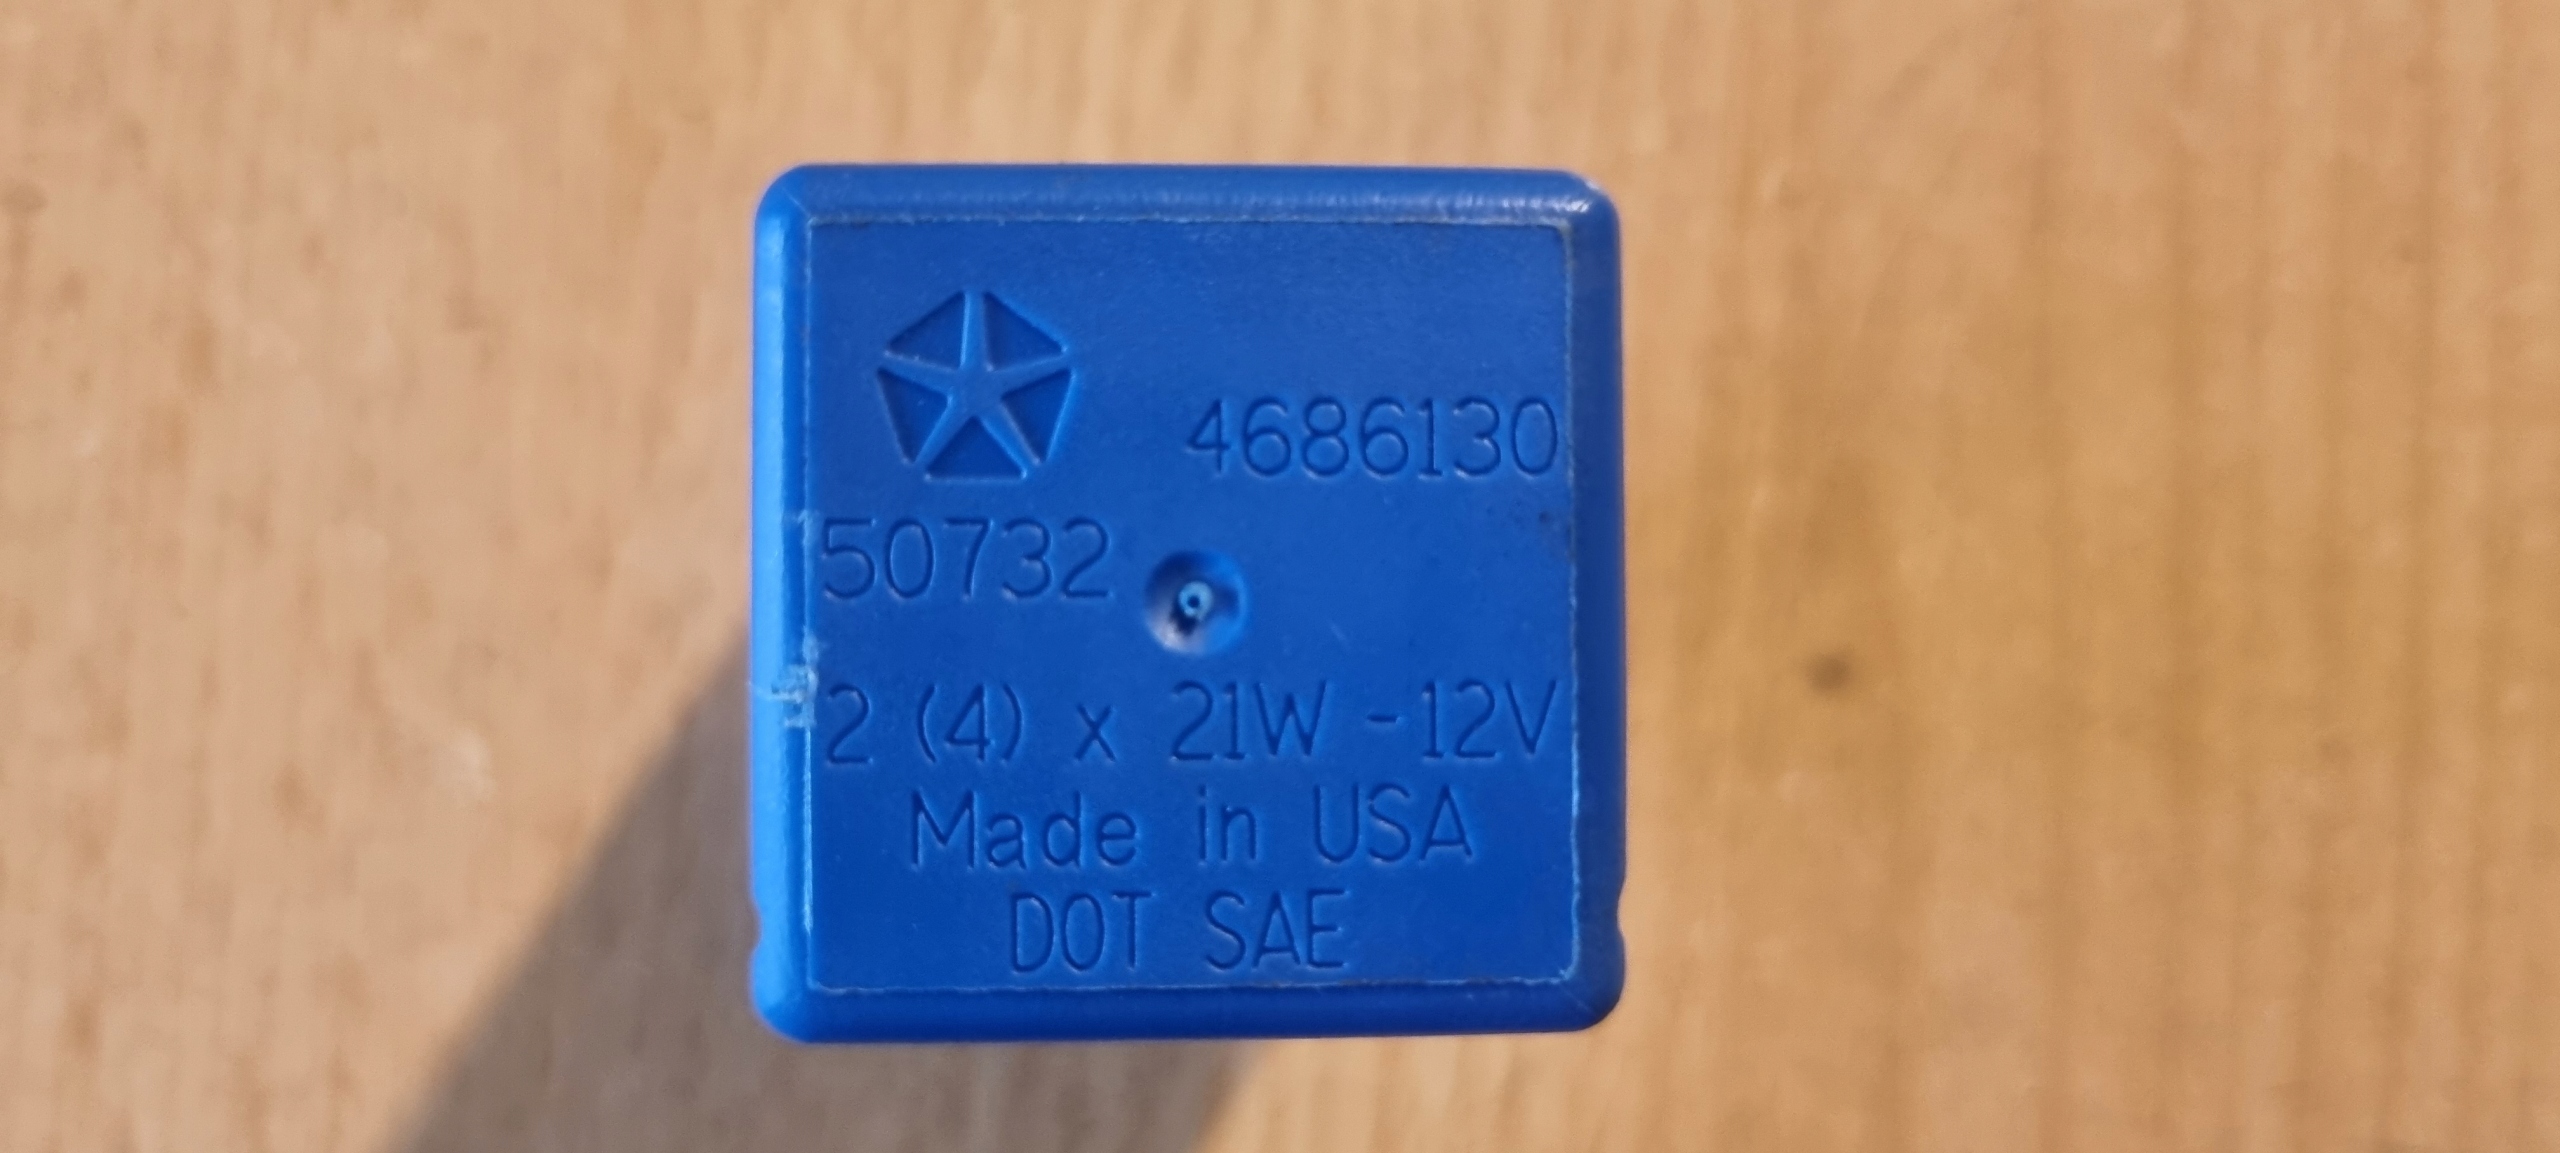 4686130
50732
2 (4) x 21W -12V
Made in USA
DOT SAE